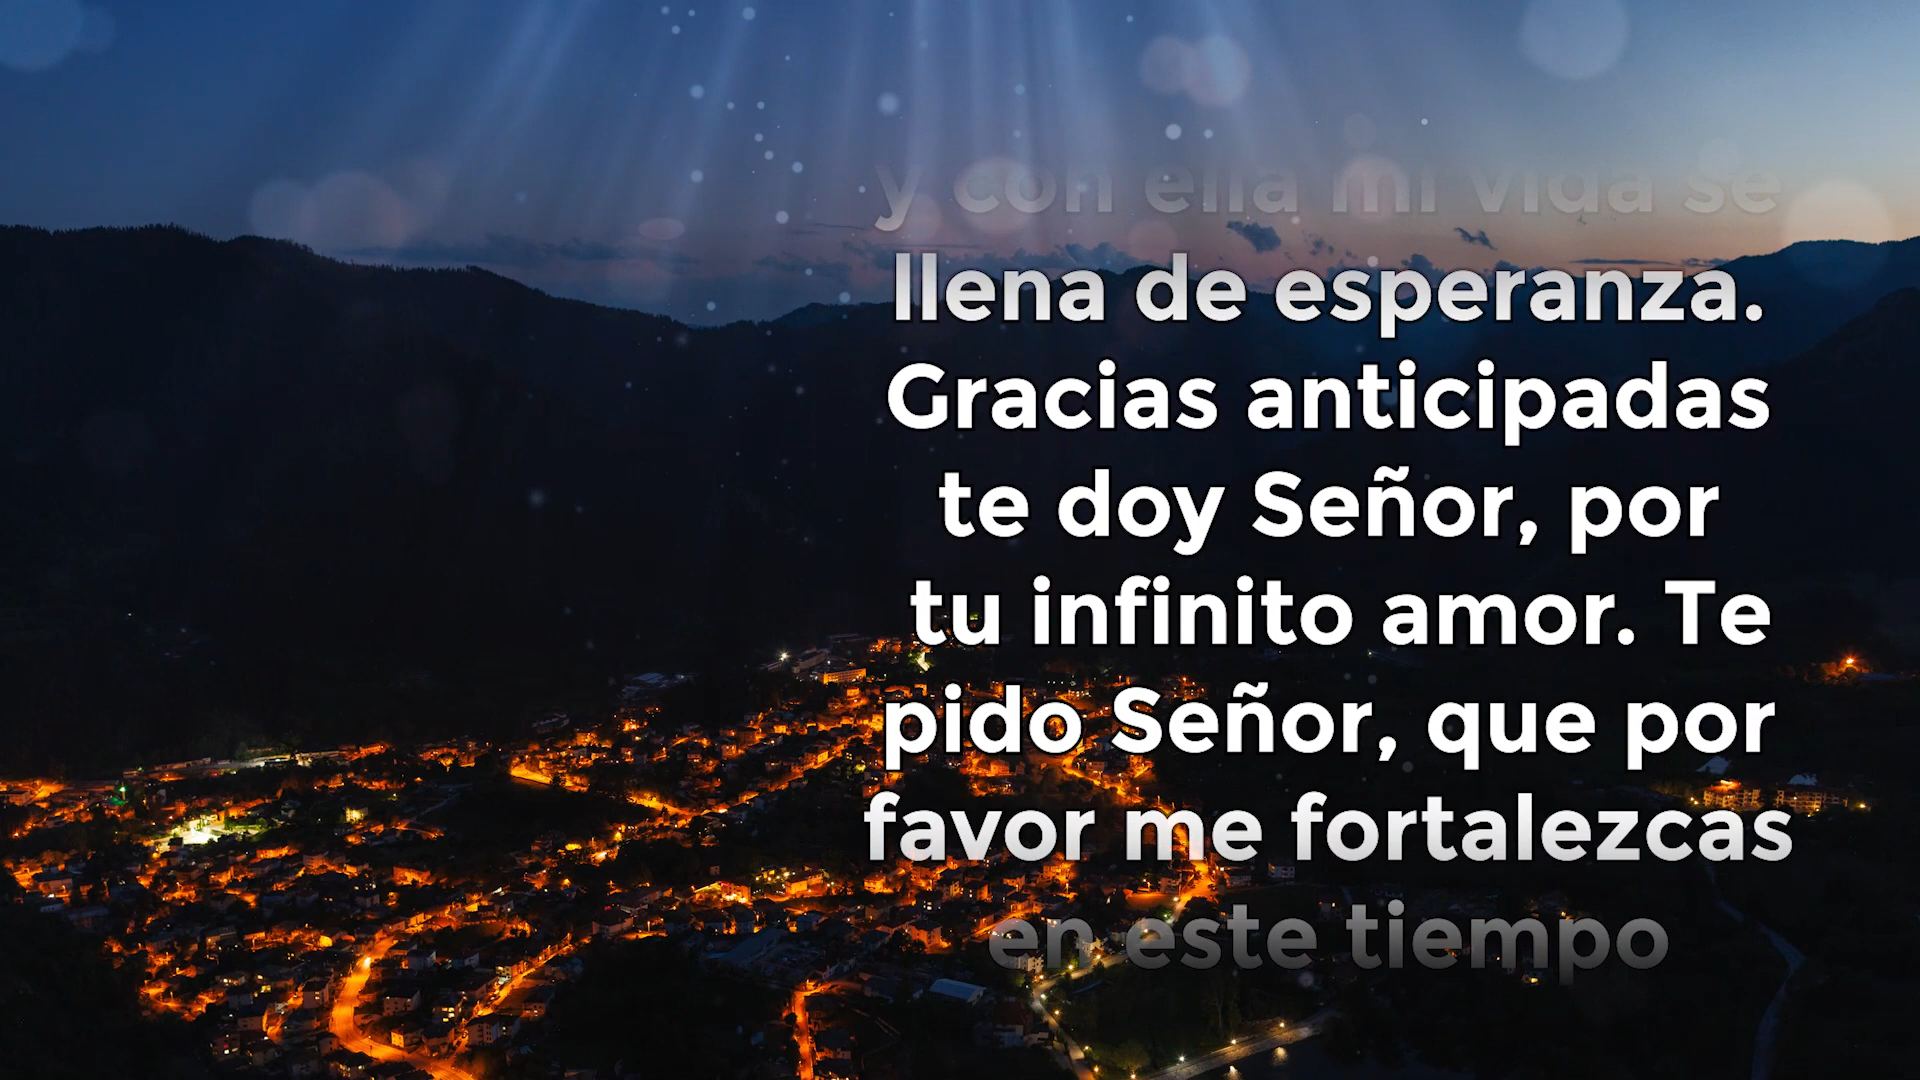 y con ella mi vida se
llena de esperanza.
Gracias anticipadas
te doy Señor, por
tu infinito amor. Te
pido Señor, que por
favor me fortalezcas
en este tiempo